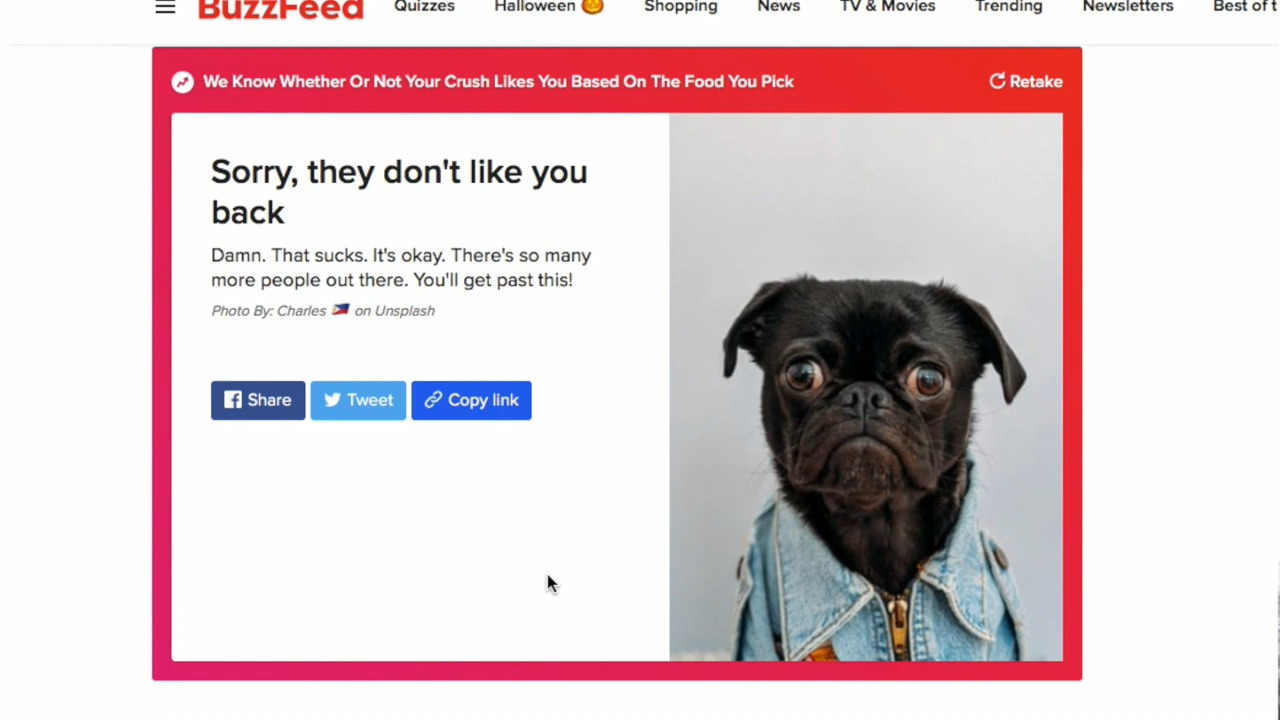 BuzzFeed
Quizzes
Halloween 🎃
Shopping
News
TV & Movies
Trending
Newsletters
Best of t
We Know Whether Or Not Your Crush Likes You Based On The Food You Pick
Retake
Sorry, they don't like you
back
Damn. That sucks. It's okay. There's so many
more people out there. You'll get past this!
Photo By: Charles 🇵🇭 on Unsplash
Share
Tweet
Copy link